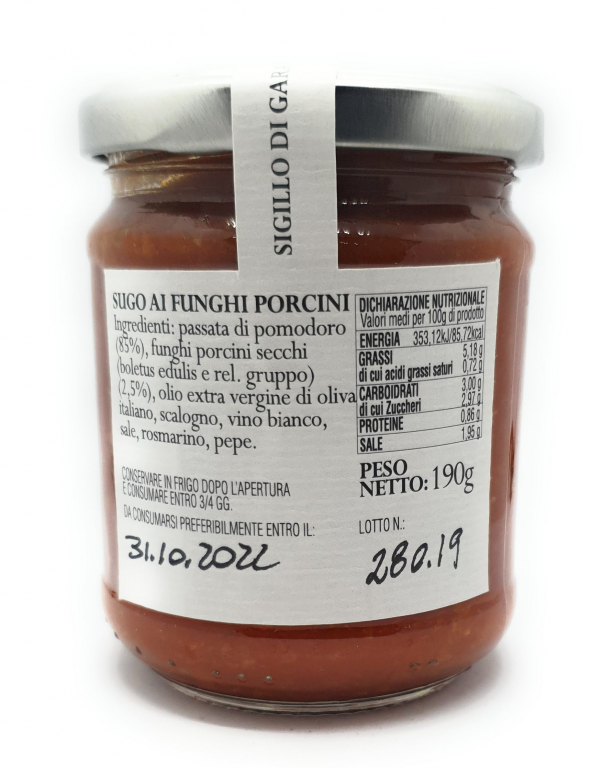 SIGILLO DI GAR
SUGO AI FUNGHI PORCINI
Ingredienti: passata di pomodoro
(85%), funghi porcini secchi
(boletus edulis e rel. gruppo)
(2,5%), olio extra vergine di oliva
italiano, scalogno, vino bianco,
sale, rosmarino, pepe.
CONSERVARE IN FRIGO DOPO L'APERTURA
E CONSUMARE ENTRO 3/4 GG.
DA CONSUMARSI PREFERIBILMENTE ENTRO IL:
31.10.2022
DICHIARAZIONE NUTRIZIONALE
Valori medi per 100g di prodotto
ENERGIA 353,12kJ/85,72kcal
GRASSI 5,18 g
di cui acidi grassi saturi 0,72 g
CARBOIDRATI 3,00 g
di cui Zuccheri 2,97 g
PROTEINE 0,86 g
SALE 1,95 g
PESO
NETTO: 190g
LOTTO N.:
280.19